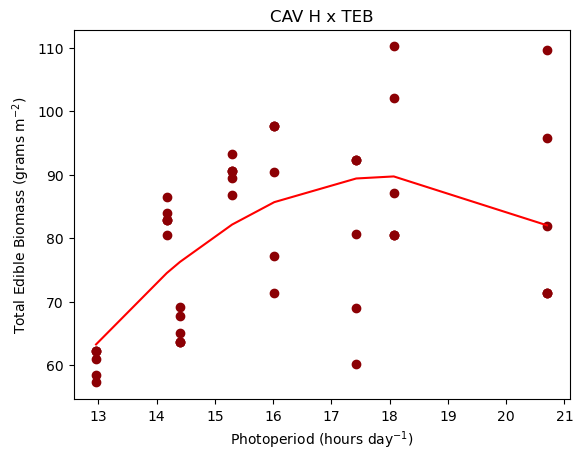 CAV H x TEB
110
100
90
80
70
60
Total Edible Biomass (grams m⁻²)
13 14 15 16 17 18 19 20 21
Photoperiod (hours day⁻¹)